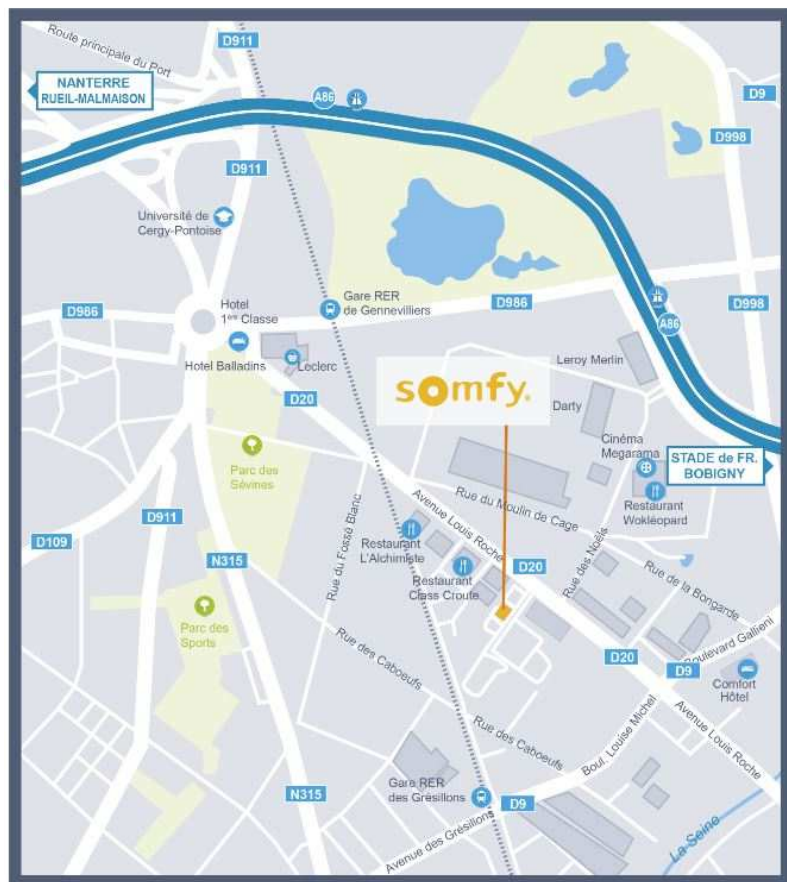 D911
Route principale du Port
NANTERRE
RUEIL-MALMAISON
A86
D9
D998
D911
Université de
Cergy-Pontoise
D986
Hotel
1ère Classe
Gare RER
de Gennevilliers
D986
D998
A86
Hotel Balladins
Leclerc
D20
Leroy Merlin
somfy.
Darty
Cinéma
Megarama
STADE de FR.
BOBIGNY
Parc des
Sévines
Rue du Moulin de Cage
Restaurant
Wokléopard
Avenue Louis Roche
D911
D109
Rue du Fossé Blanc
Restaurant
L'Alchimiste
N315
Restaurant
Class Croute
D20
Rue des Noëls
Rue de la Bongarde
Parc des
Sports
Rue des Caboeufs
D20
Boulevard Gallieni
D9
Comfort
Hôtel
Rue des Caboeufs
Boul. Louise Michel
Avenue Louis Roche
Gare RER
des Grésillons
N315
D9
Avenue des Grésillons
La Seine